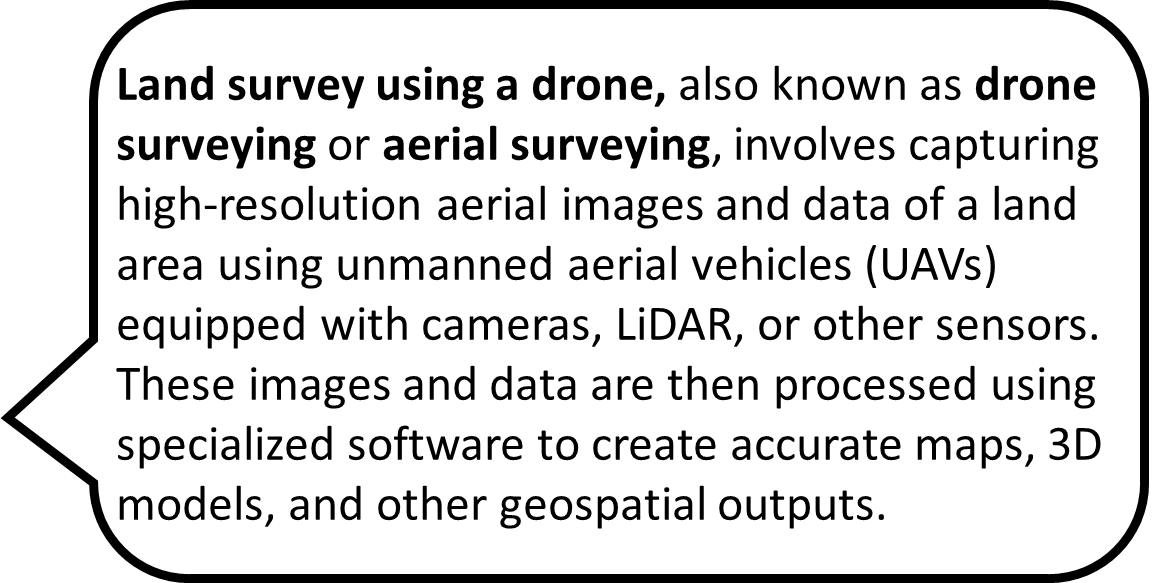 Land survey using a drone, also known as drone
surveying or aerial surveying, involves capturing
high-resolution aerial images and data of a land
area using unmanned aerial vehicles (UAVs)
equipped with cameras, LiDAR, or other sensors.
These images and data are then processed using
specialized software to create accurate maps, 3D
models, and other geospatial outputs.